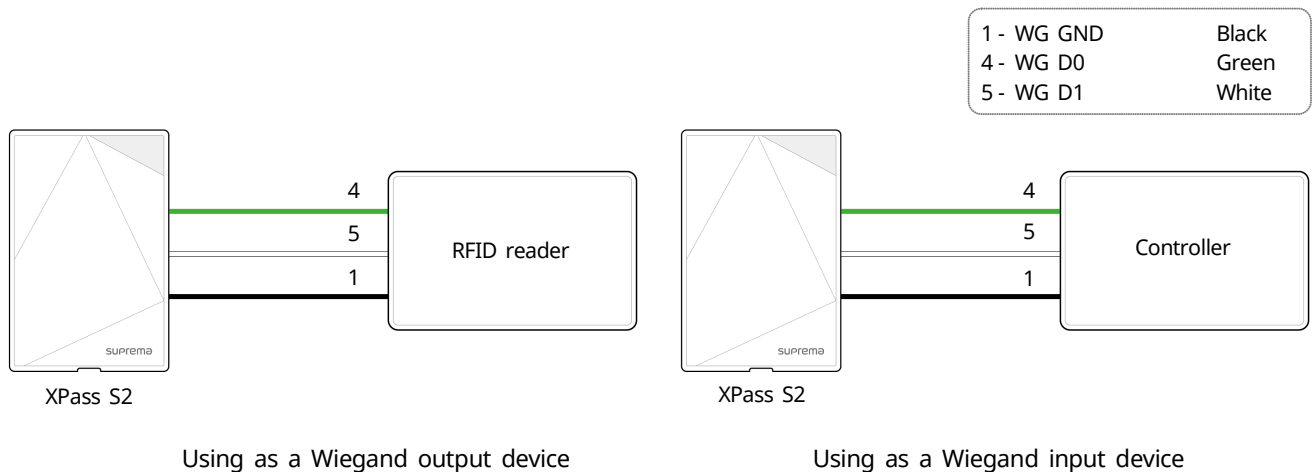 1 - WG GND Black
4 - WG D0 Green
5 - WG D1 White
4
5
1
RFID reader
suprema
XPass S2
Using as a Wiegand output device
4
5
1
Controller
suprema
XPass S2
Using as a Wiegand input device